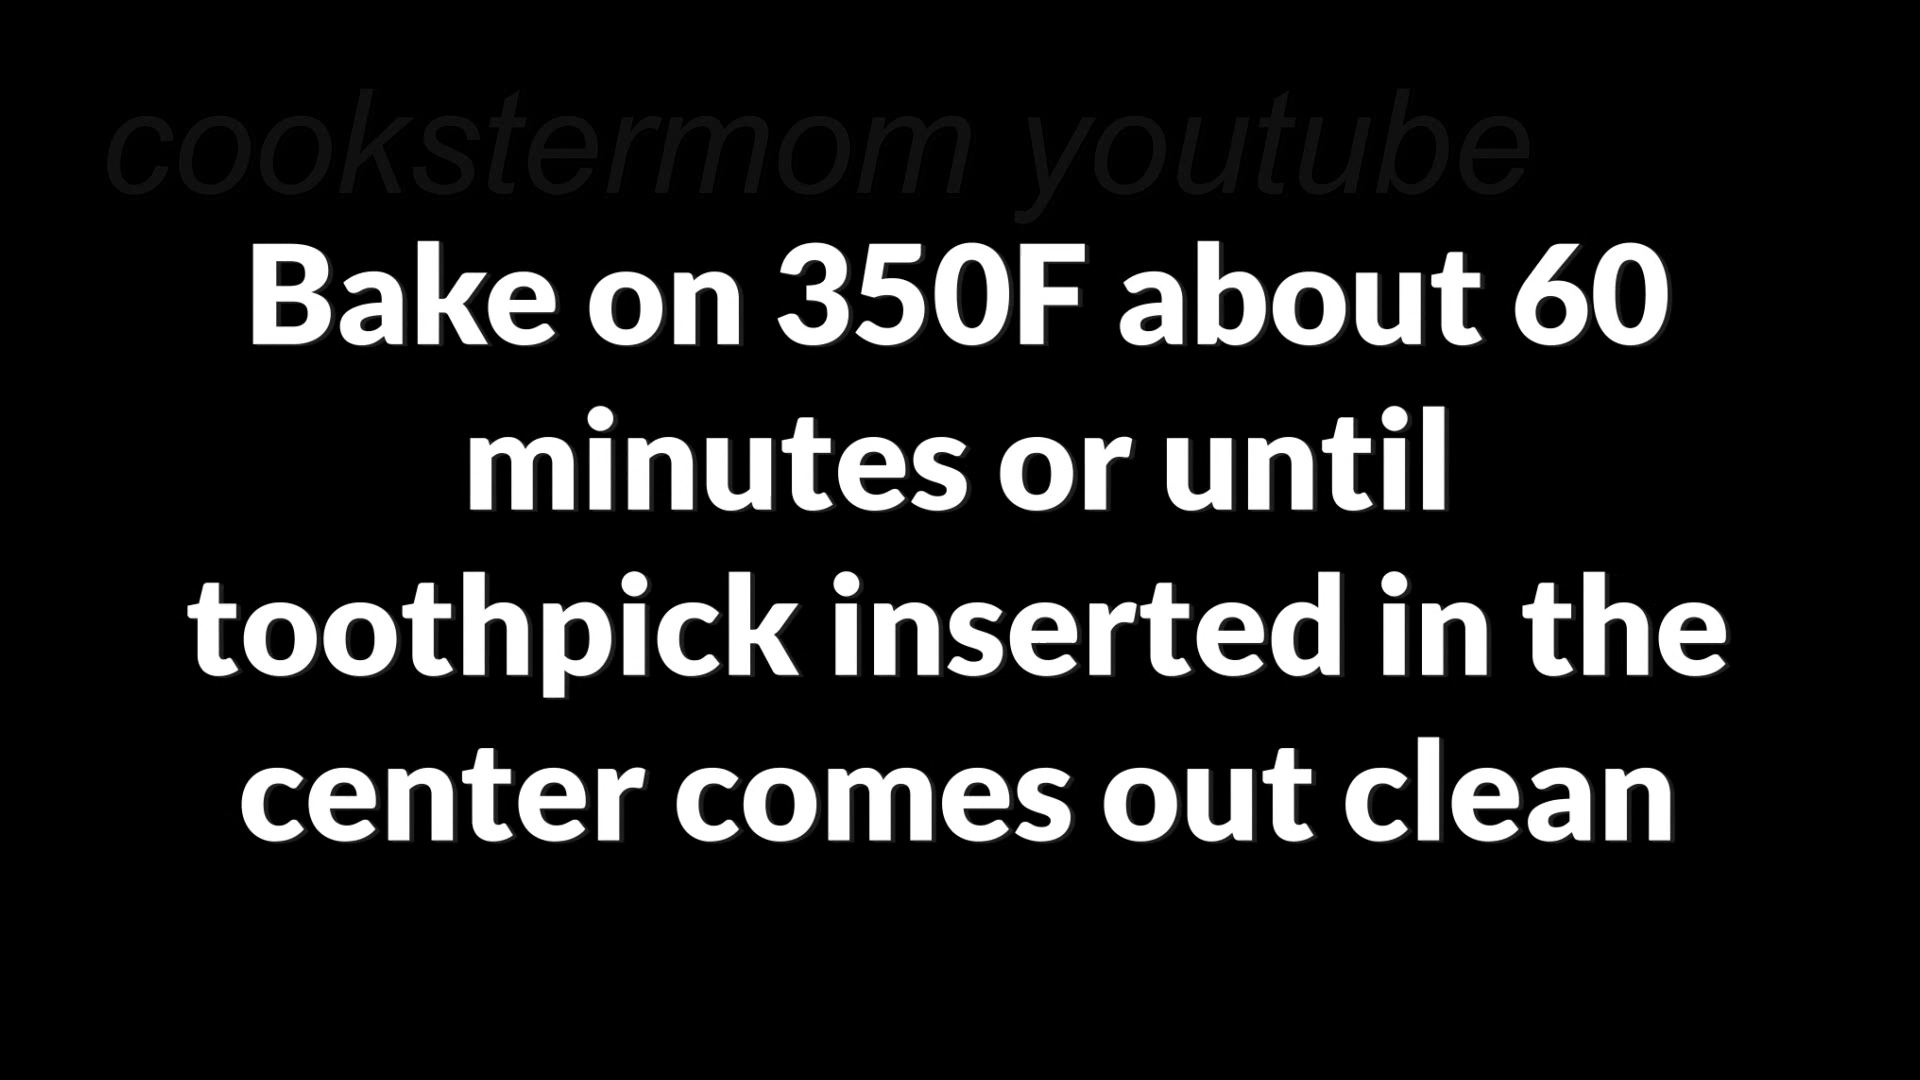 cookstermom youtube
Bake on 350F about 60
minutes or until
toothpick inserted in the
center comes out clean